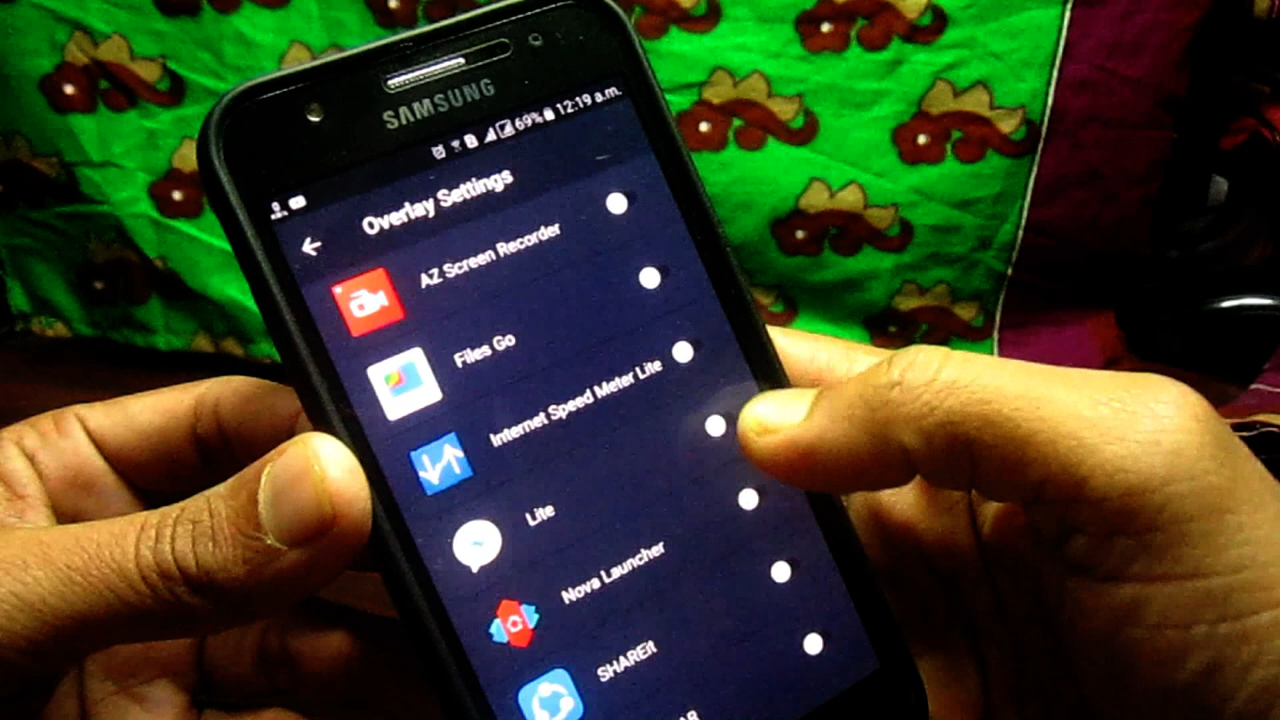 SAMSUNG
69% 12:19 a.m.
Overlay Settings
AZ Screen Recorder
Files Go
Internet Speed Meter Lite
Lite
Nova Launcher
SHAREit